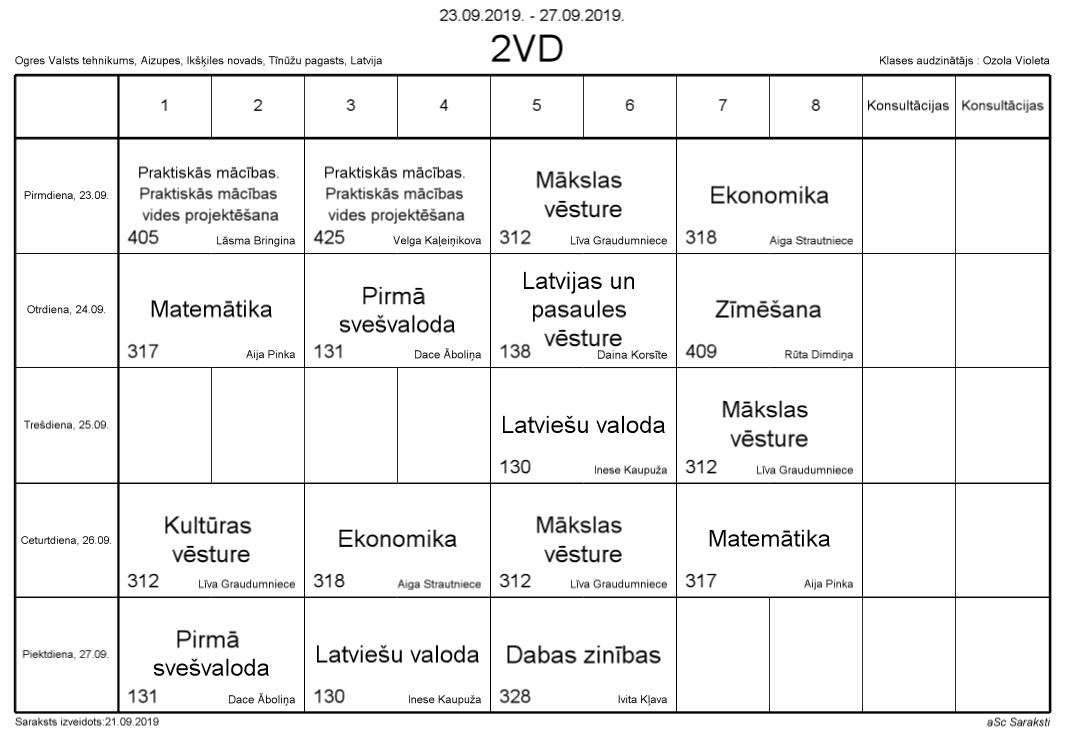 23.09.2019. - 27.09.2019.
2VD
Ogres Valsts tehnikums, Aizupes, Ikšķiles novads, Tīnūžu pagasts, Latvija
Klases audzinātājs : Ozola Violeta
1 2 3 4 5 6 7 8 Konsultācijas Konsultācijas
Pirmdiena, 23.09.
Praktiskās mācības.
Praktiskās mācības
vides projektēšana
405 Lāsma Bringina
Praktiskās mācības.
Praktiskās mācības
vides projektēšana
425 Velga Kaļeiņikova
Mākslas
vēsture
312 Līva Graudumniece
Ekonomika
318 Aiga Strautniece
Otrdiena, 24.09.
Matemātika
317 Aija Pinka
Pirmā
svešvaloda
131 Dace Āboliņa
Latvijas un
pasaules
vēsture
138 Daina Korsīte
Zīmēšana
409 Rūta Dimdiņa
Trešdiena, 25.09.
Latviešu valoda
130 Inese Kaupuža
Mākslas
vēsture
312 Līva Graudumniece
Ceturtdiena, 26.09.
Kultūras
vēsture
312 Līva Graudumniece
Ekonomika
318 Aiga Strautniece
Mākslas
vēsture
312 Līva Graudumniece
Matemātika
317 Aija Pinka
Piektdiena, 27.09.
Pirmā
svešvaloda
131 Dace Āboliņa
Latviešu valoda
130 Inese Kaupuža
Dabas zinības
328 Ivita Kļava
Saraksts izveidots:21.09.2019
aSc Saraksti